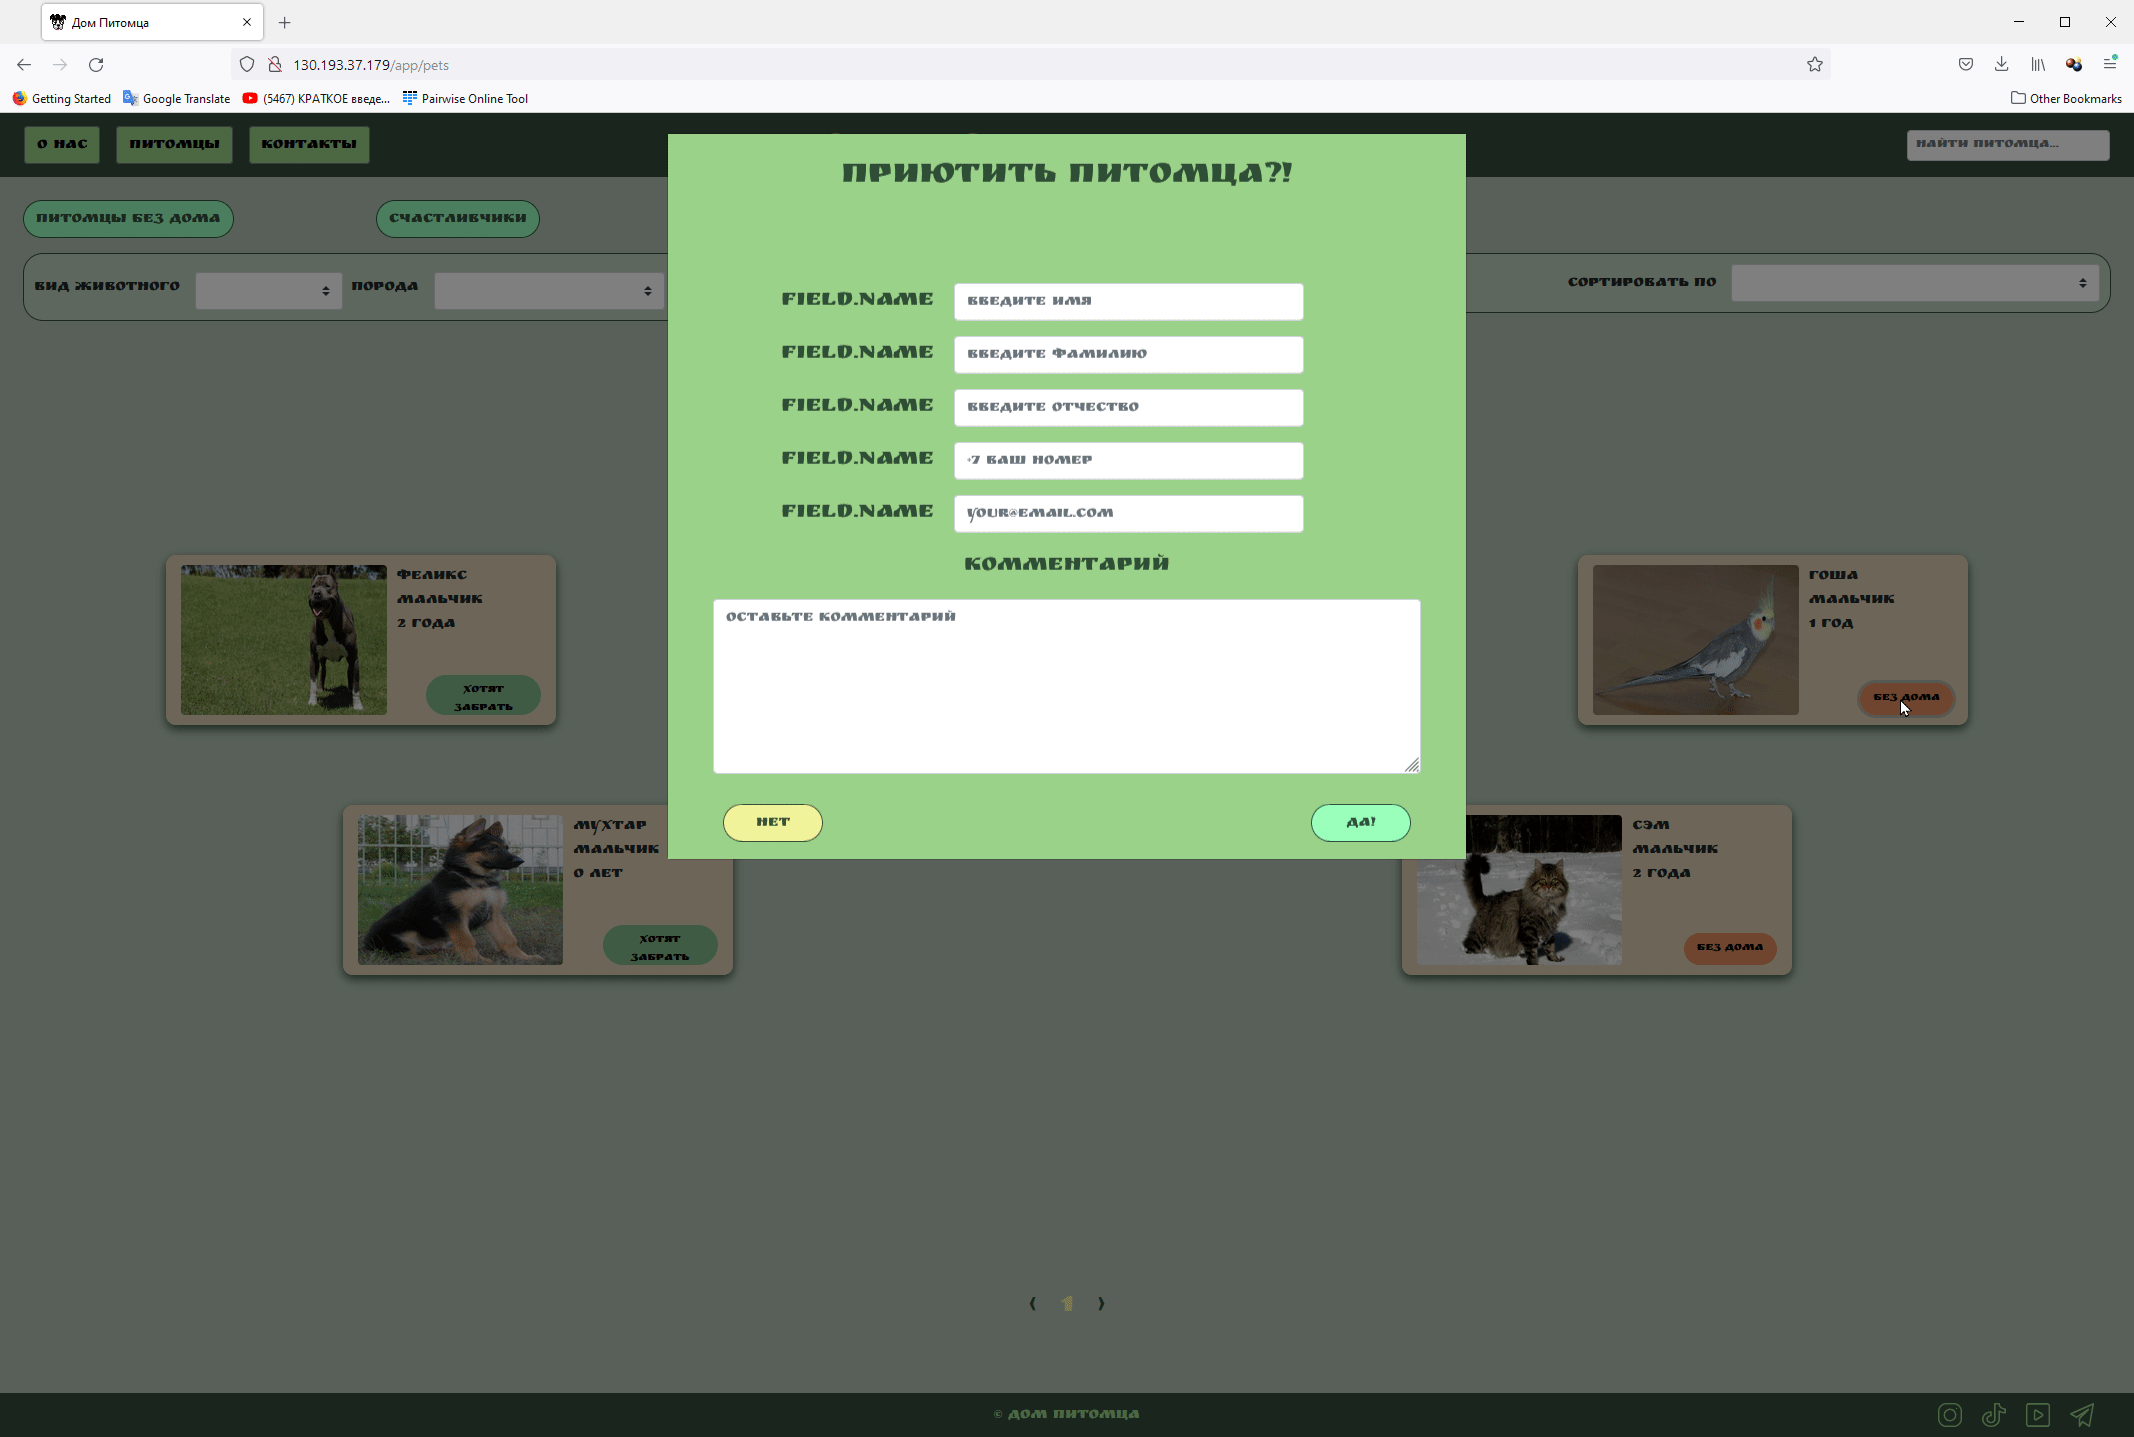 Дом Питомца
130.193.37.179/app/pets
Getting Started
Google Translate
(5467) КРАТКОЕ введе...
Pairwise Online Tool
Other Bookmarks
О НАС
ПИТОМЦЫ
КОНТАКТЫ
НАЙТИ ПИТОМЦА...
ПИТОМЦЫ БЕЗ ДОМА
СЧАСТЛИВЧИКИ
ВИД ЖИВОТНОГО
ПОРОДА
СОРТИРОВАТЬ ПО
ПРИЮТИТЬ ПИТОМЦА?!
FIELD.NAME
ВВЕДИТЕ ИМЯ
FIELD.NAME
ВВЕДИТЕ ФАМИЛИЮ
FIELD.NAME
ВВЕДИТЕ ОТЧЕСТВО
FIELD.NAME
+7 ВАШ НОМЕР
FIELD.NAME
YOUR@EMAIL.COM
КОММЕНТАРИЙ
ОСТАВЬТЕ КОММЕНТАРИЙ
НЕТ
ДА!
ФЕЛИКС
МАЛЬЧИК
2 ГОДА
ХОТЯТ
ЗАБРАТЬ
ГОША
МАЛЬЧИК
1 ГОД
БЕЗ ДОМА
МУХТАР
МАЛЬЧИК
0 ЛЕТ
ХОТЯТ
ЗАБРАТЬ
СЭМ
МАЛЬЧИК
2 ГОДА
БЕЗ ДОМА
‹ 1 ›
© ДОМ ПИТОМЦА